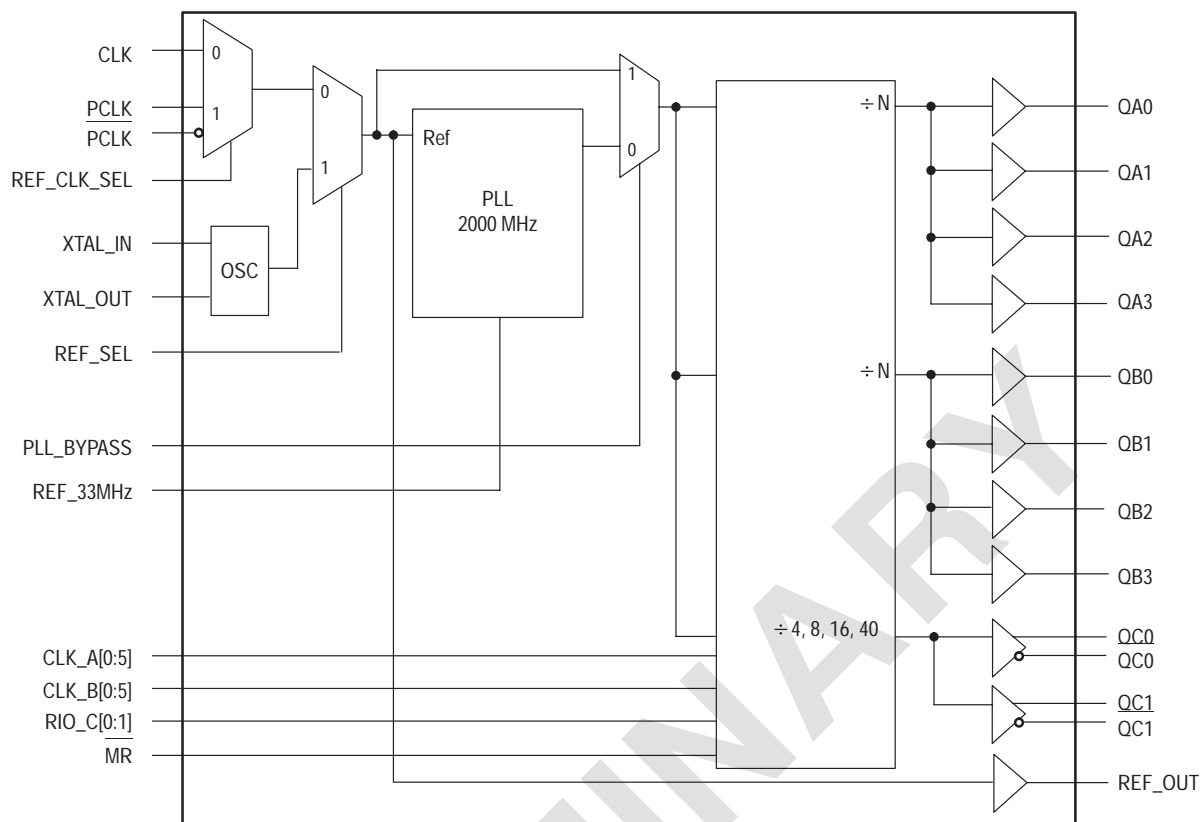 CLK
PCLK
PCLK
REF_CLK_SEL
XTAL_IN
XTAL_OUT
REF_SEL
PLL_BYPASS
REF_33MHz
CLK_A[0:5]
CLK_B[0:5]
RIO_C[0:1]
MR
0
1
0
1
OSC
Ref
PLL
2000 MHz
1
0
÷N
÷N
÷4, 8, 16, 40
QA0
QA1
QA2
QA3
QB0
QB1
QB2
QB3
QC0
QC0
QC1
QC1
REF_OUT
INARY